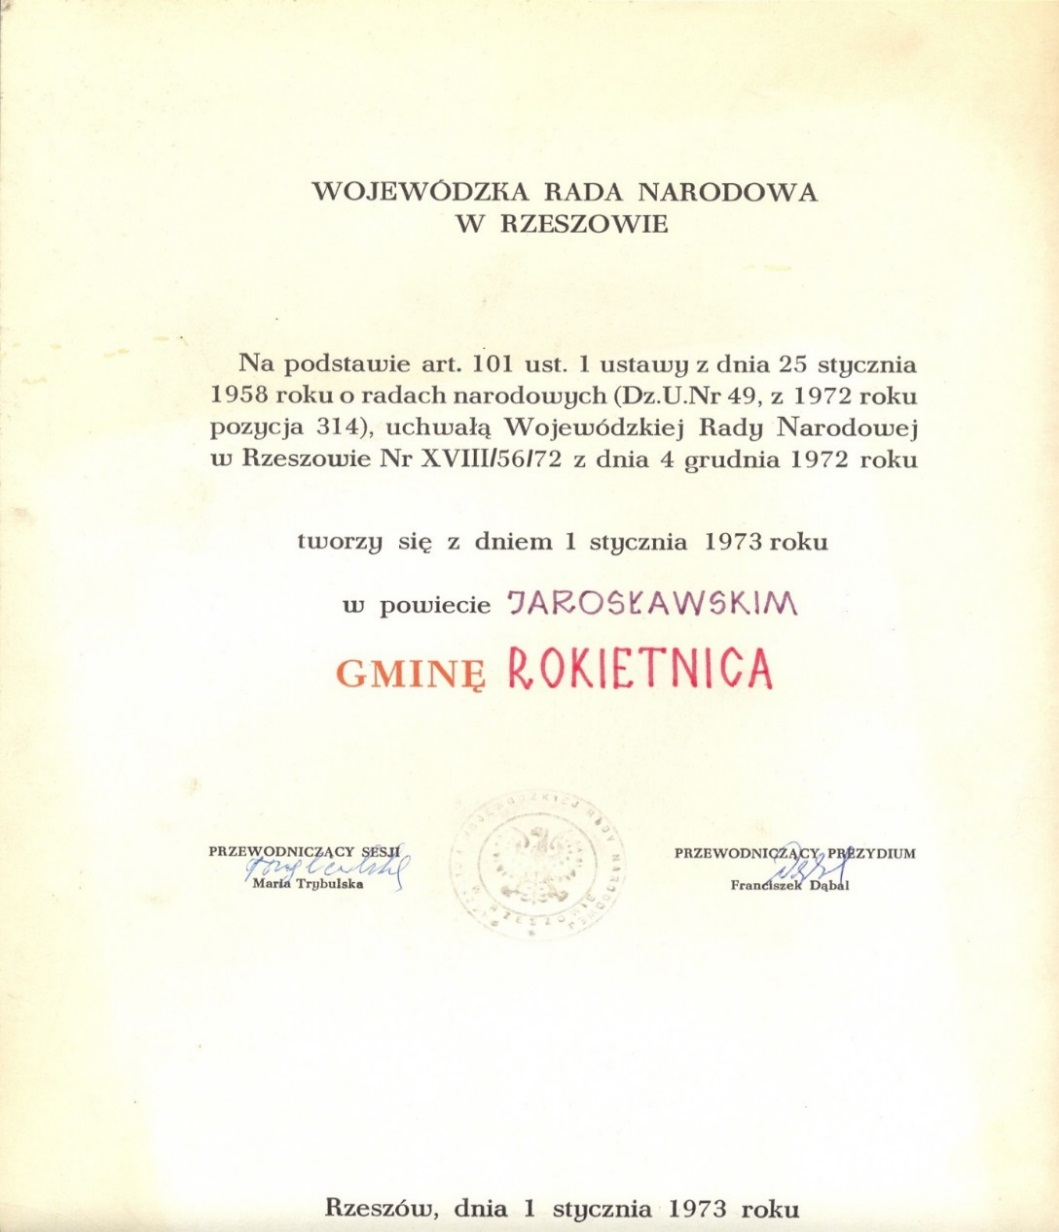 WOJEWÓDZKA RADA NARODOWA
W RZESZOWIE
Na podstawie art. 101 ust. 1 ustawy z dnia 25 stycznia
1958 roku o radach narodowych (Dz.U.Nr 49, z 1972 roku
pozycja 314), uchwałą Wojewódzkiej Rady Narodowej
w Rzeszowie Nr XVIII/56/72 z dnia 4 grudnia 1972 roku
tworzy się z dniem 1 stycznia 1973 roku
w powiecie JAROSŁAWSKIM
GMINĘ ROKIETNICA
PRZEWODNICZĄCY SESJI
Maria Trybulska
PRZEWODNICZĄCY PREZYDIUM
Franciszek Dąbal
Rzeszów, dnia 1 stycznia 1973 roku